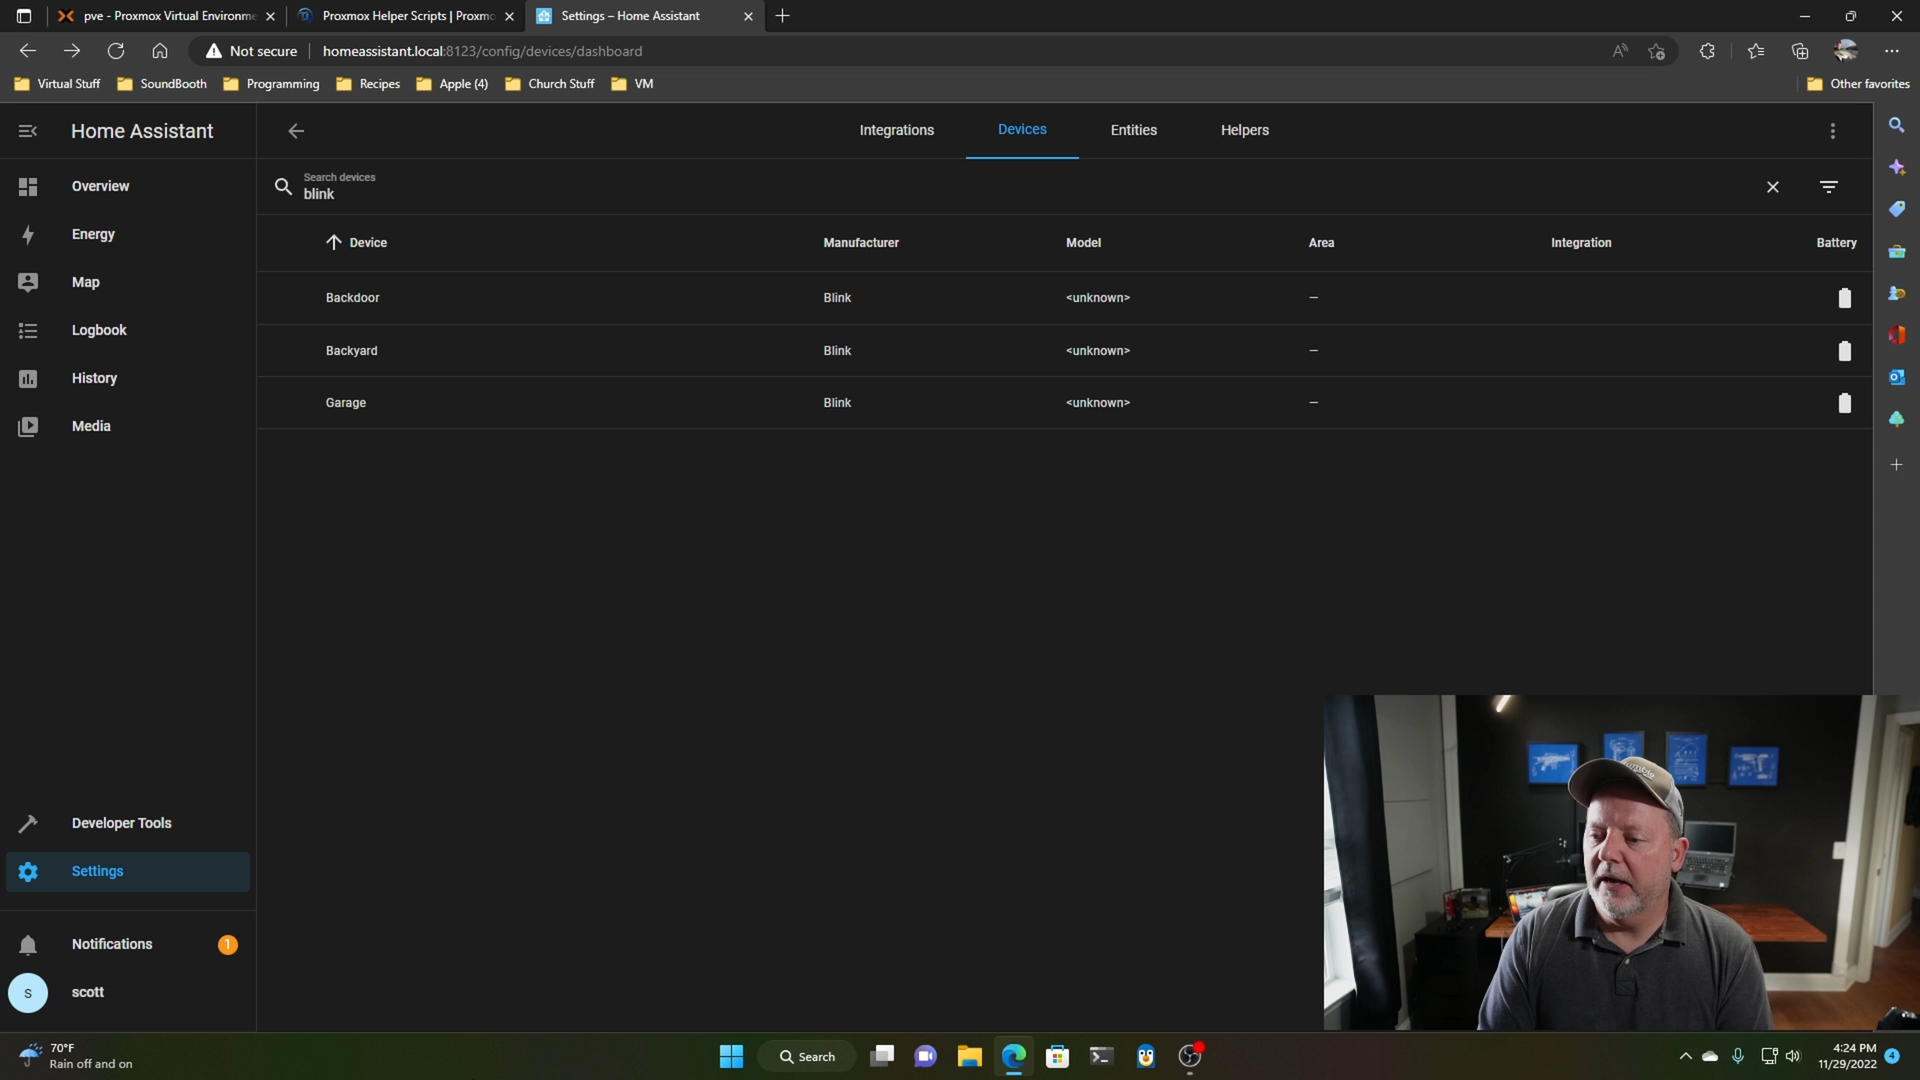 pve - Proxmox Virtual Environme
Proxmox Helper Scripts | Proxmo
Settings – Home Assistant
Not secure
homeassistant.local:8123/config/devices/dashboard
Virtual Stuff
SoundBooth
Programming
Recipes
Apple (4)
Church Stuff
VM
Other favorites
Home Assistant
Integrations
Devices
Entities
Helpers
Overview
Search devices
blink
Energy
Device
Manufacturer
Model
Area
Integration
Battery
Map
Backdoor
Blink
<unknown>
–
Logbook
Backyard
Blink
<unknown>
–
History
Garage
Blink
<unknown>
–
Media
Developer Tools
Settings
Notifications
1
S
scott
70°F
Rain off and on
Search
4:24 PM
11/29/2022
4